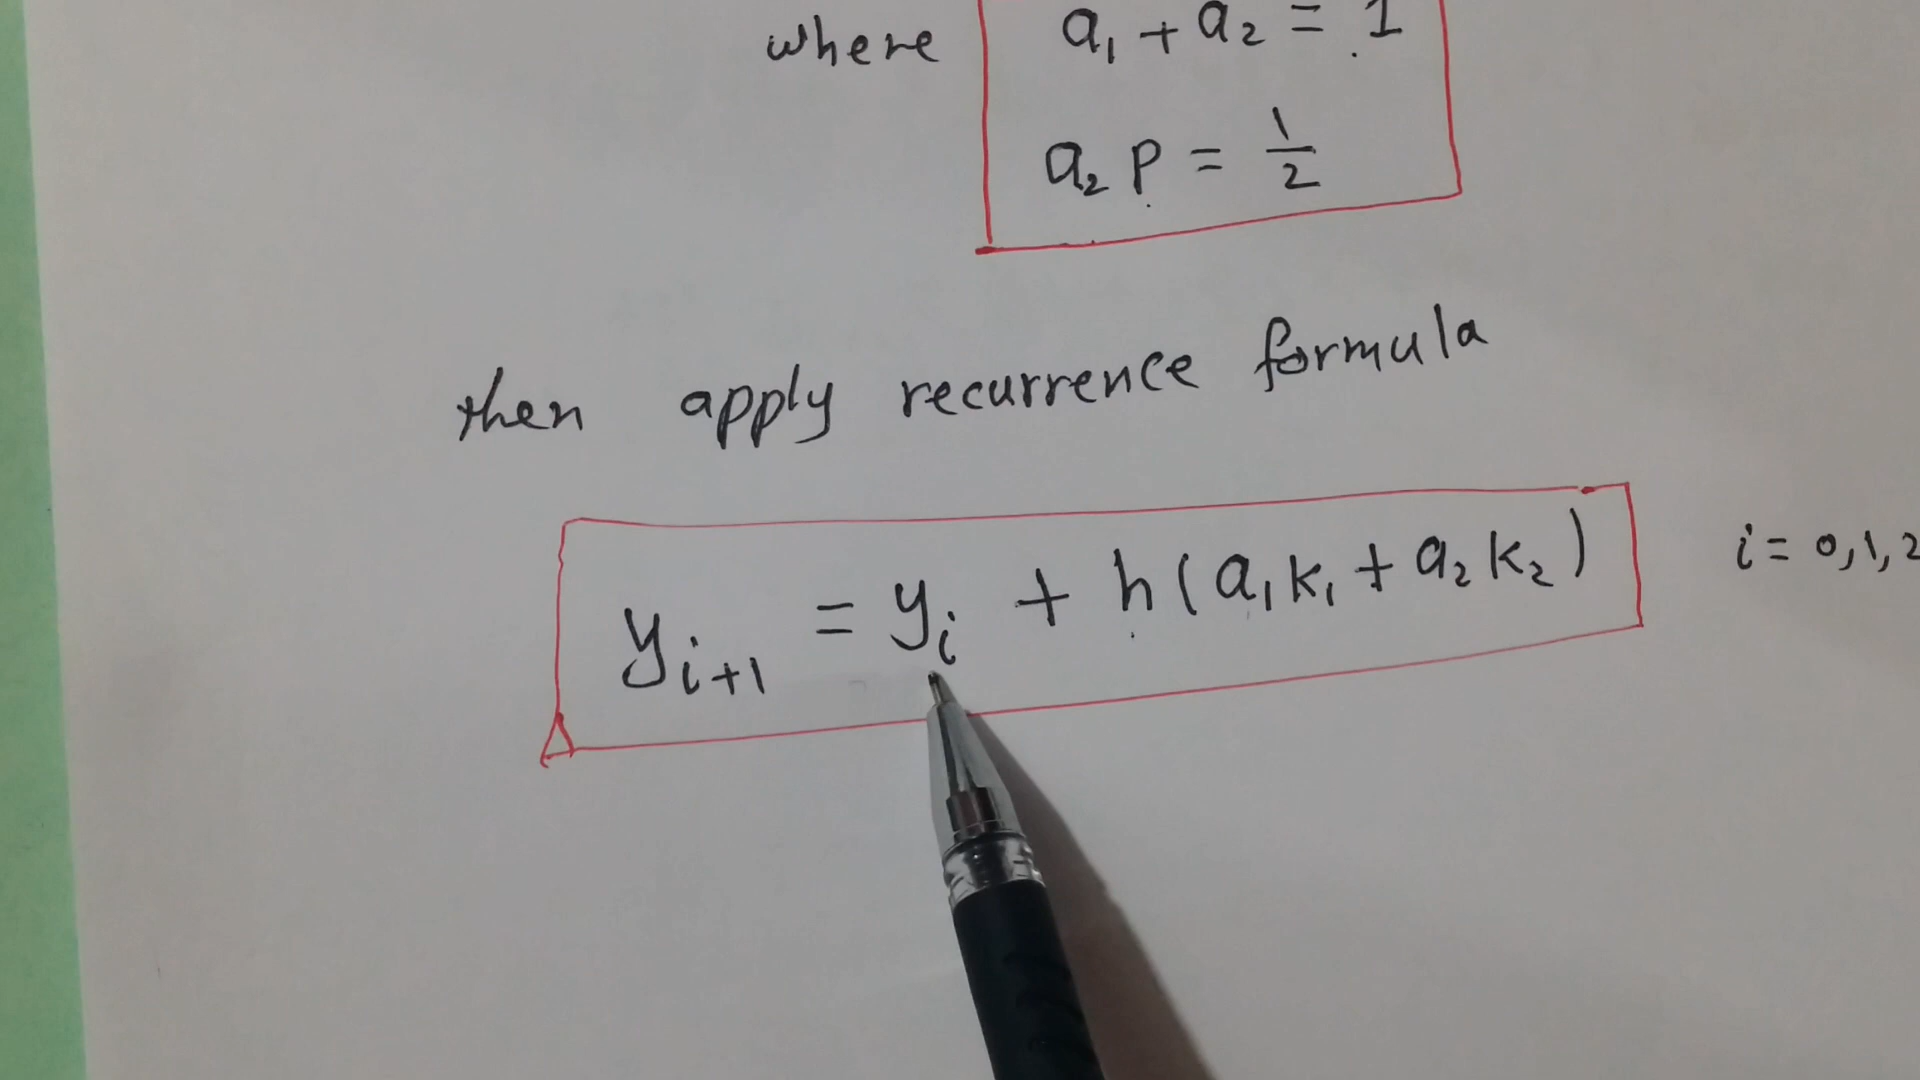 where a₁ + a₂ = 1
a₂ p = 1/2
then apply recurrence formula
yᵢ₊₁ = yᵢ + h(a₁k₁ + a₂k₂) i = 0,1,2